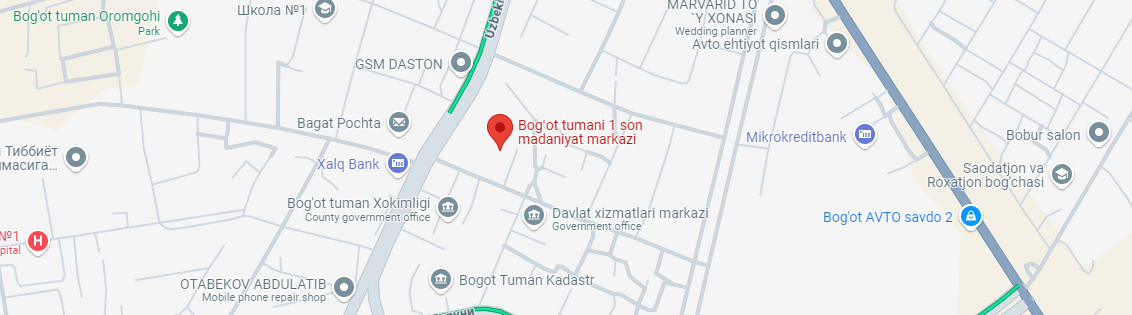 Школа №1
MARVARID TO
`Y XONASI
Wedding planner
Bog'ot tuman Oromgohi
Park
Avto ehtiyot qismlari
GSM DASTON
Bagat Pochta
Bog'ot tumani 1 son
madaniyat markazi
Mikrokreditbank
Bobur salon
Тиббиёт
Xalq Bank
Saodatjon va
Roxatjon bog'chasi
Bog'ot tuman Xokimligi
County government office
Davlat xizmatlari markazi
Government office
Bog'ot AVTO savdo 2
№1
H
Bogot Tuman Kadastr
OTABEKOV ABDULATIB
Mobile phone repair shop